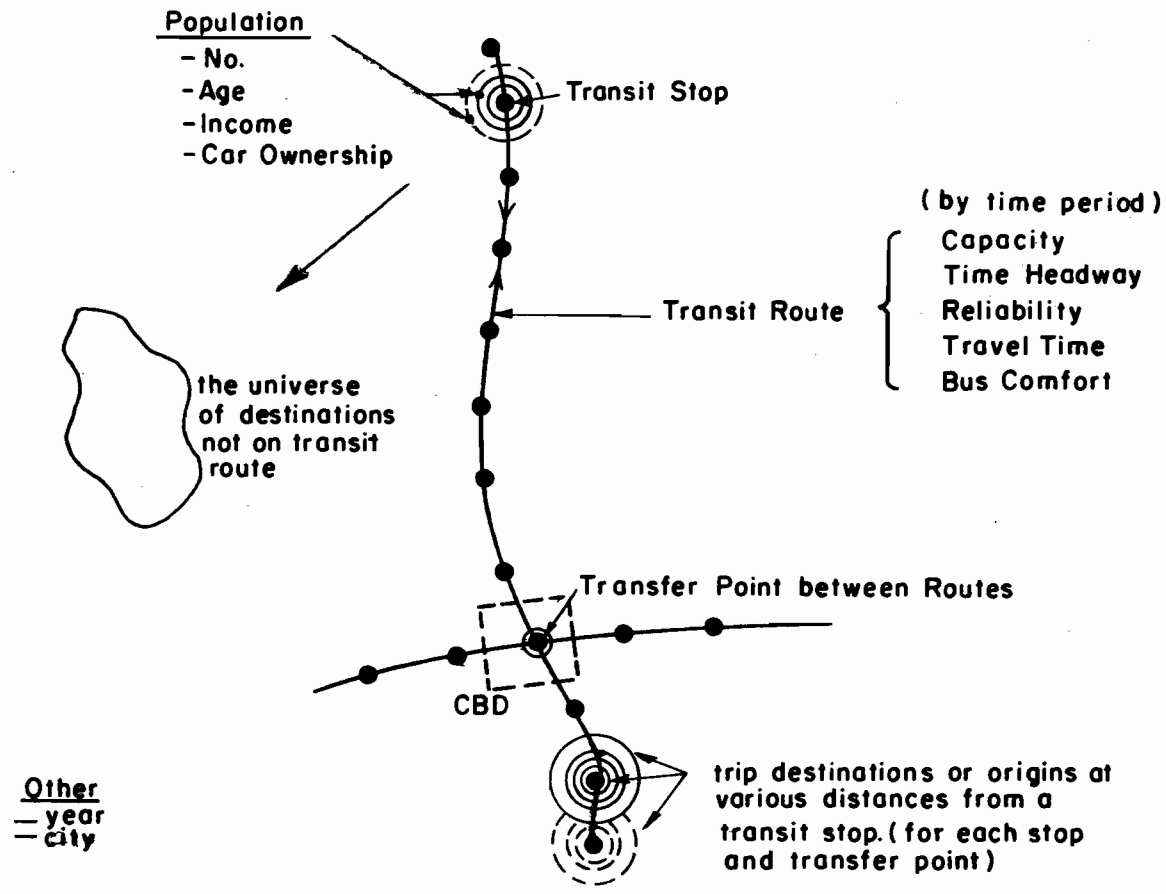 Population
- No.
- Age
- Income
- Car Ownership
Transit Stop
(by time period)
Capacity
Time Headway
Reliability
Travel Time
Bus Comfort
Transit Route
the universe
of destinations
not on transit
route
Transfer Point between Routes
CBD
Other
— year
— city
trip destinations or origins at
various distances from a
transit stop. (for each stop
and transfer point)